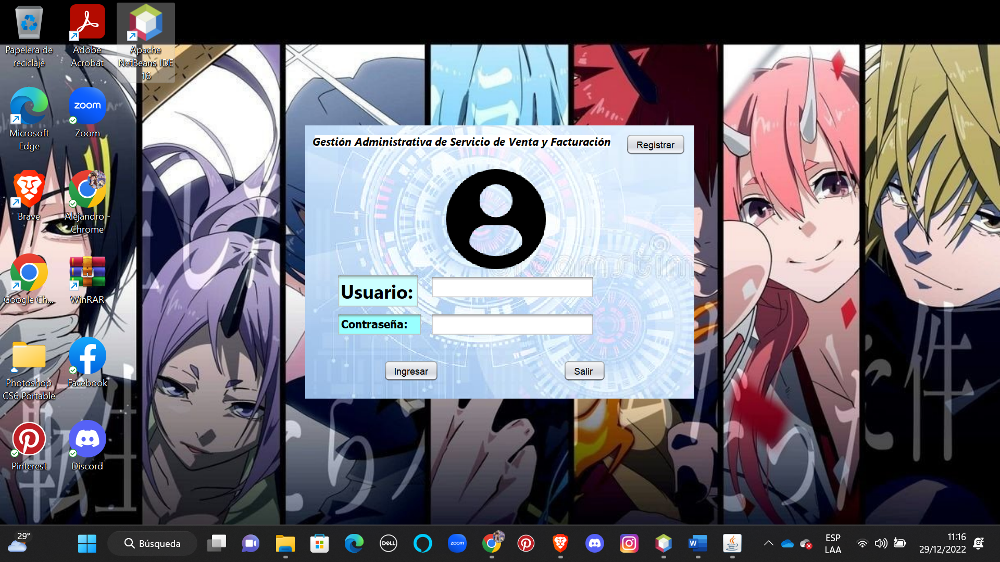 Papelera de
reciclaje
Adobe
Acrobat
Apache
NetBeans IDE
16
Microsoft
Edge
zoom
Zoom
Brave
Alejandro -
Chrome
Google Ch...
WinRAR
Photoshop
CS6 Portable
Facebook
Pinterest
Discord
Gestión Administrativa de Servicio de Venta y Facturación
Registrar
Usuario:
Contraseña:
Ingresar
Salir
29°
Búsqueda
DELL
zoom
W
ESP
LAA
11:16
29/12/2022